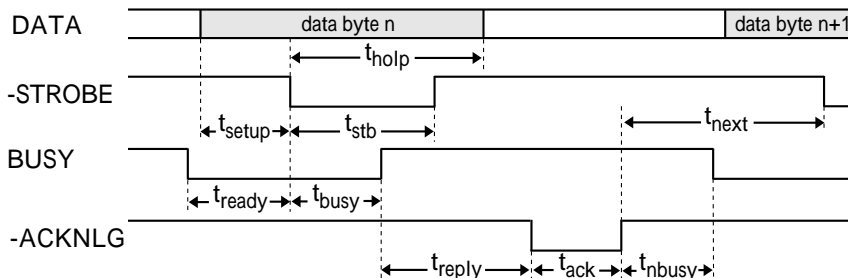 DATA data byte n data byte n+1
tholp
-STROBE
tsetup tstb tnext
BUSY
tready tbusy
-ACKNLG
treply tack tnbusy